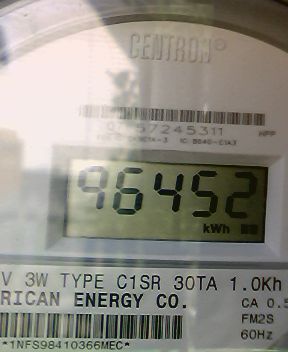 CENTRON®
57245311
HPP
96452
kWh
V 3W TYPE C1SR 30TA 1.0Kh
RICAN ENERGY CO.
CA 0.5
FM2S
60Hz
*1NFS98410366MEC*